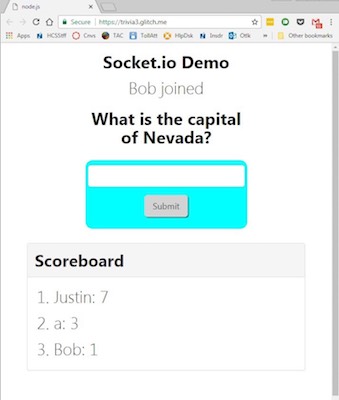 node.js
Secure https://trivia3.glitch.me
Apps HCSStff Cnvs TAC TollAtt HlpDsk Jnsdr Insdr Otlk » Other bookmarks
Socket.io Demo
Bob joined
What is the capital
of Nevada?
Submit
Scoreboard
1. Justin: 7
2. a: 3
3. Bob: 1